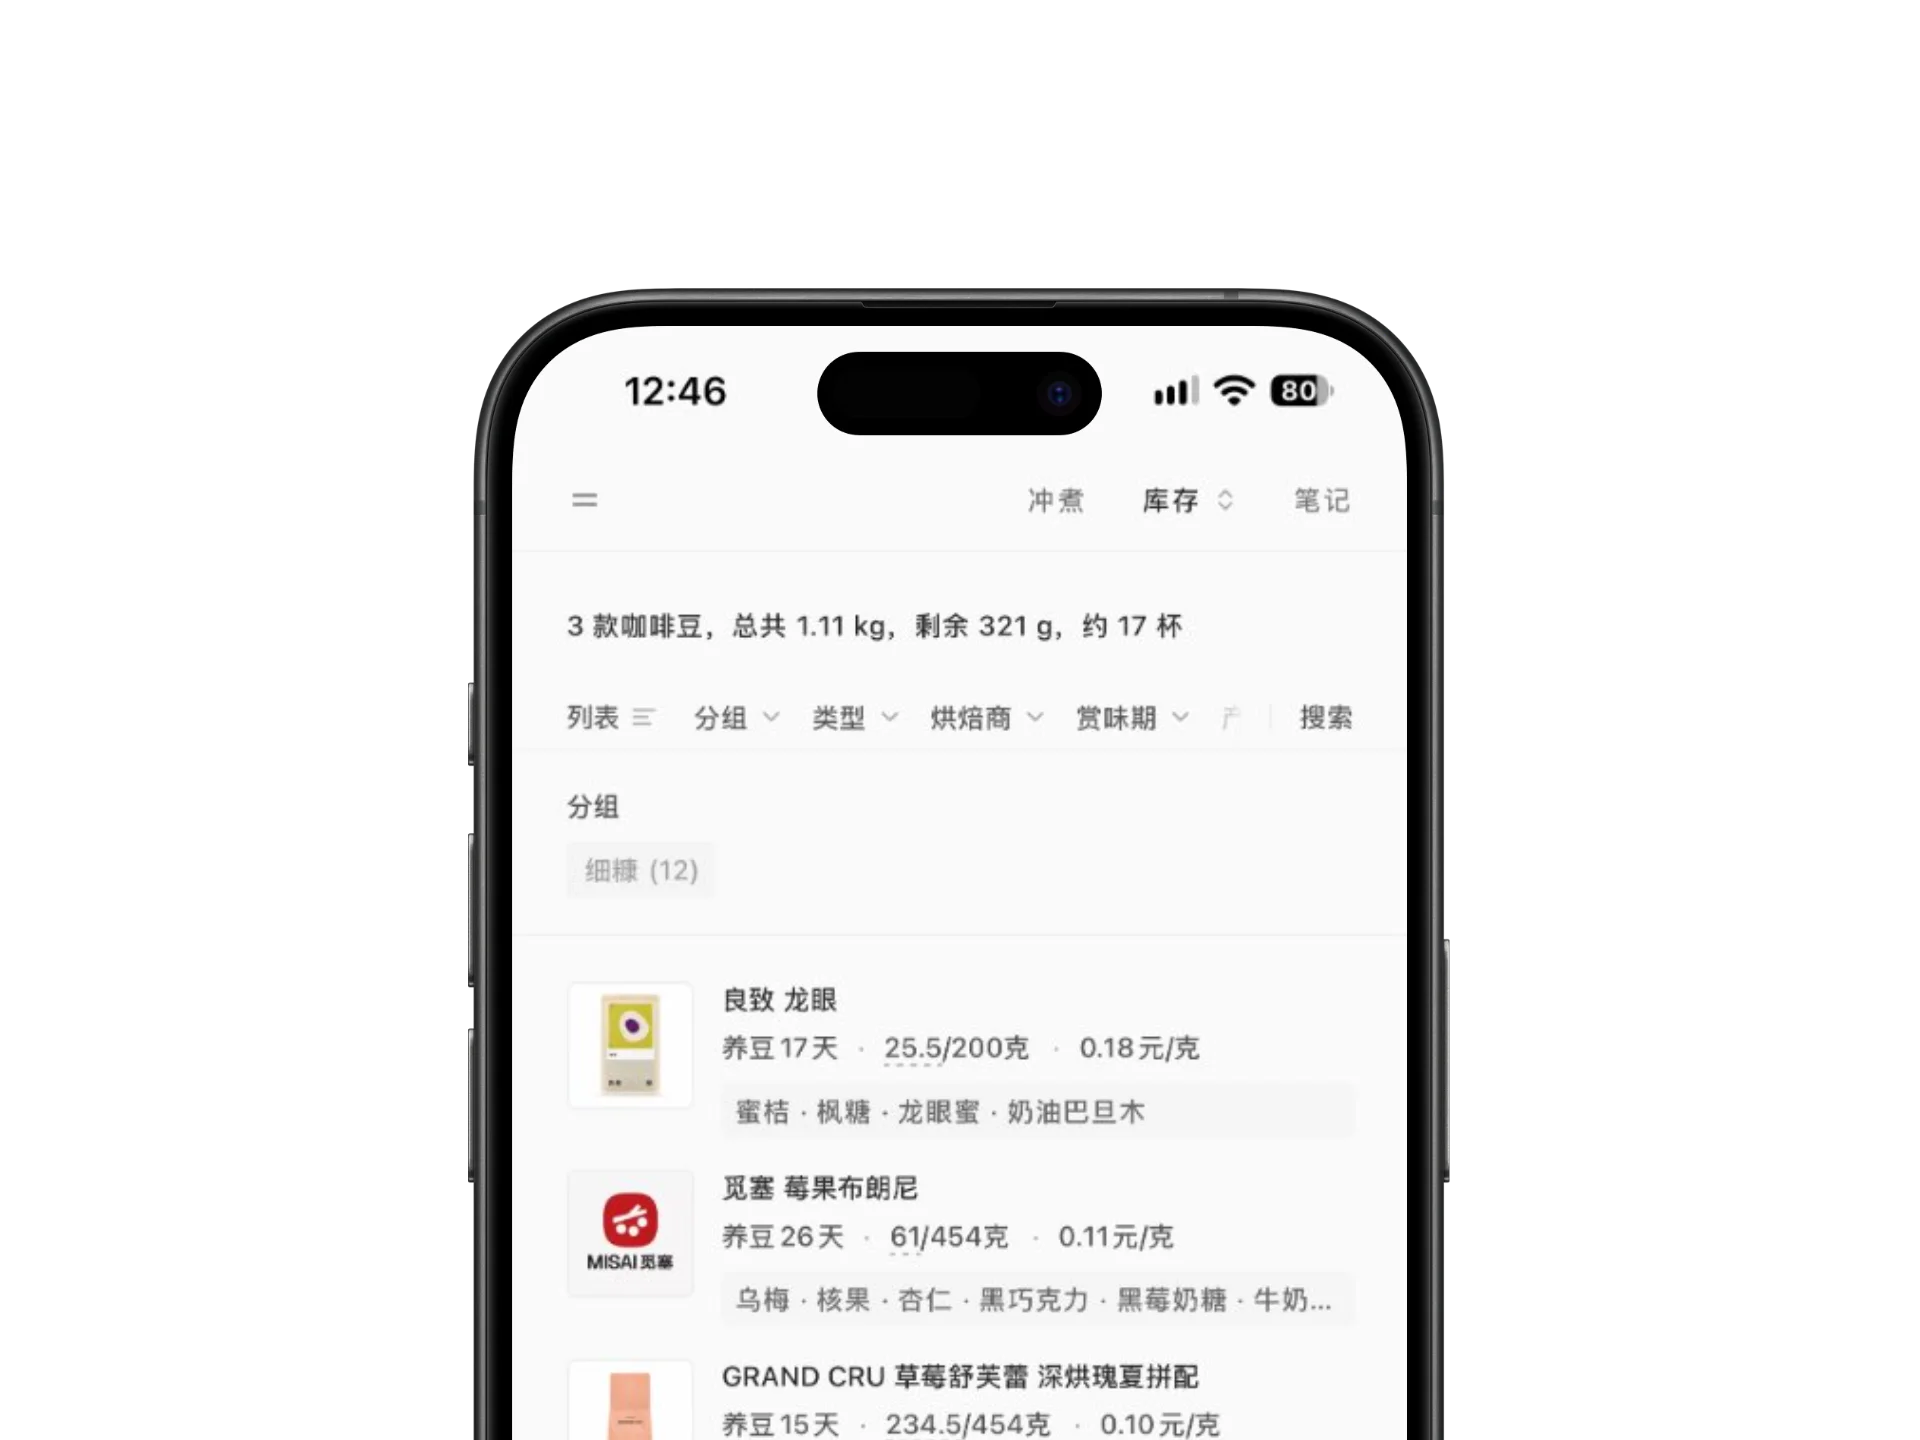 12:46 80
冲煮 库存 笔记
3 款咖啡豆，总共 1.11 kg，剩余 321 g，约 17 杯
列表 分组 类型 烘焙商 赏味期 搜索
分组
细糠 (12)
良致 龙眼
养豆17天 · 25.5/200克 · 0.18元/克
蜜桔 · 枫糖 · 龙眼蜜 · 奶油巴旦木
觅塞 莓果布朗尼
养豆26天 · 61/454克 · 0.11元/克
MISAI 觅塞
乌梅 · 核果 · 杏仁 · 黑巧克力 · 黑莓奶糖 · 牛奶...
GRAND CRU 草莓舒芙蕾 深烘瑰夏拼配
养豆15天 · 234.5/454克 · 0.10元/克